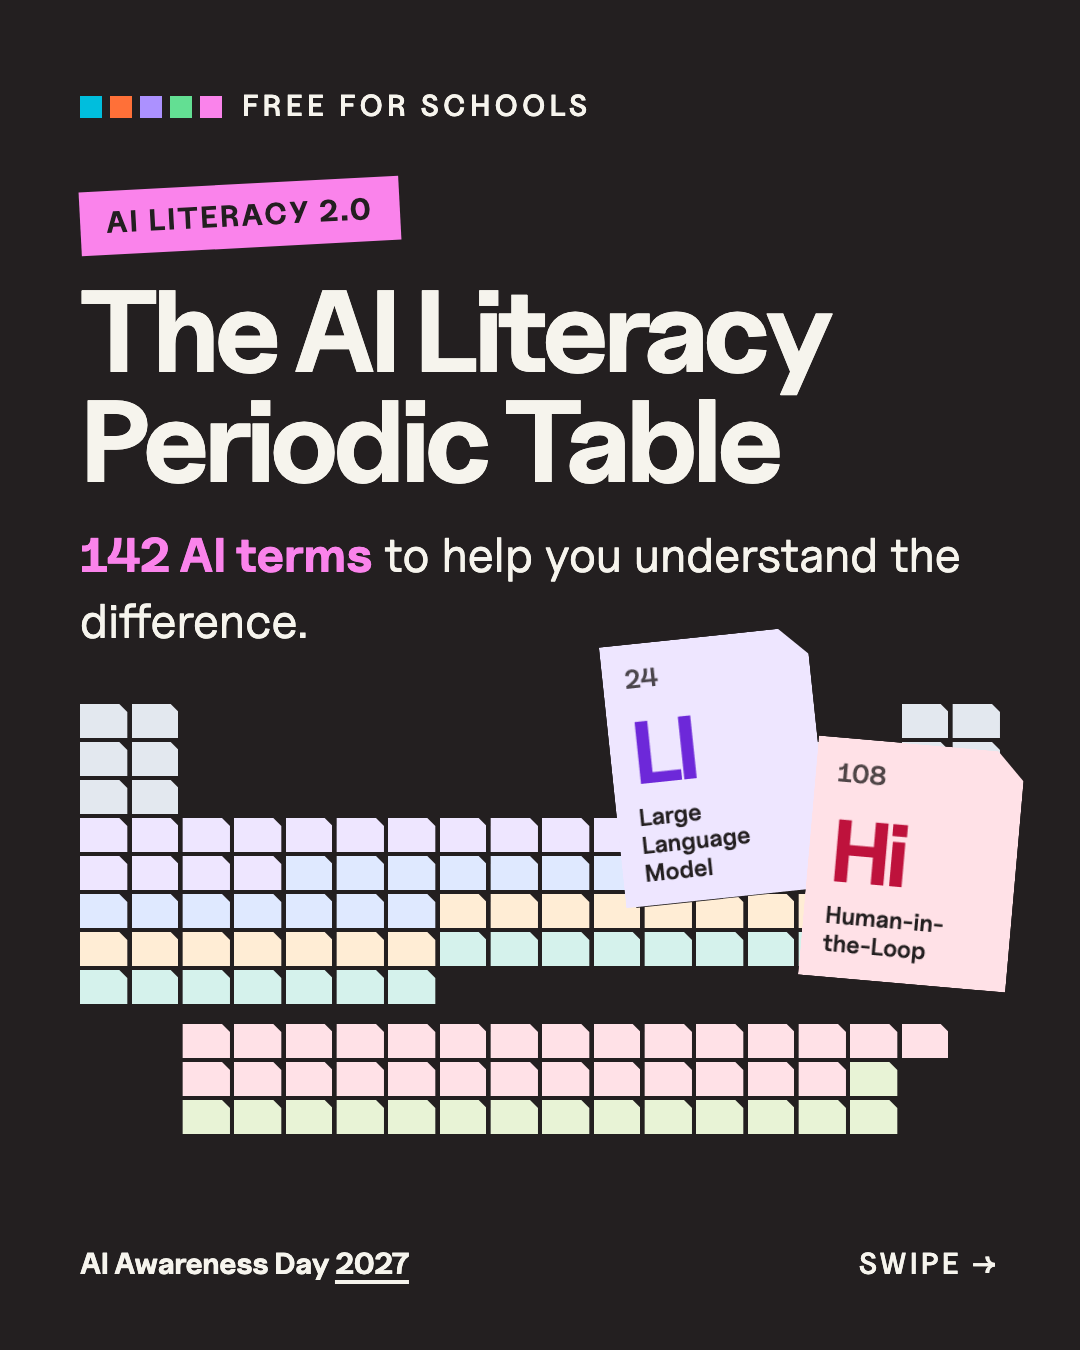 FREE FOR SCHOOLS
AI LITERACY 2.0
The AI Literacy
Periodic Table
142 AI terms to help you understand the
difference.
24
Ll
Large
Language
Model
108
Hi
Human-in-
the-Loop
AI Awareness Day 2027
SWIPE →